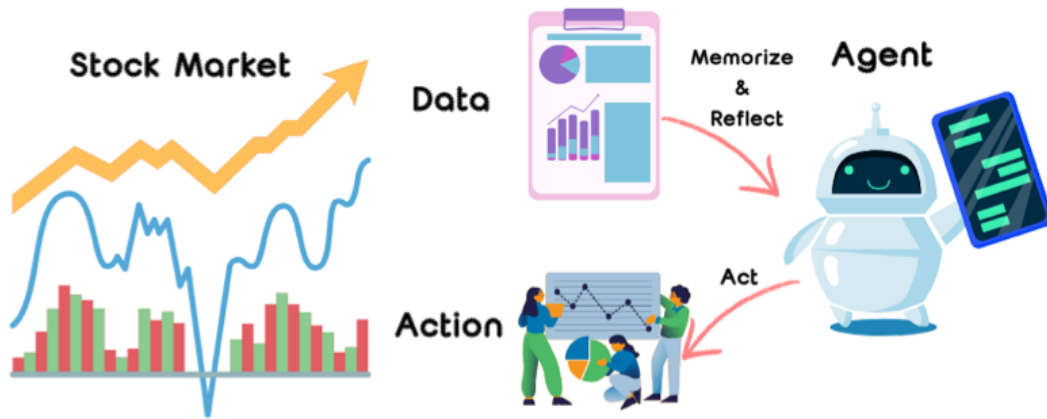 Stock Market
Data
Memorize
&
Reflect
Agent
Action
Act